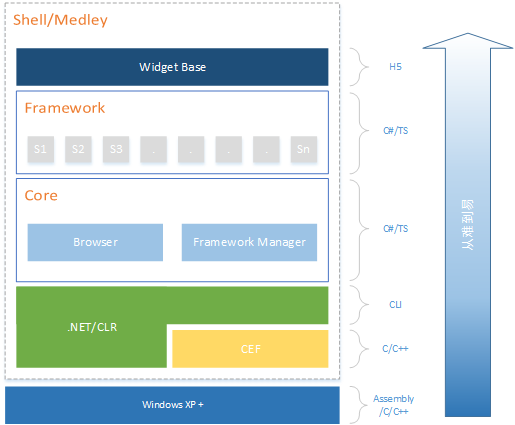 Shell/Medley
Widget Base
H5
Framework
S1 S2 S3 . . . . Sn
C#/TS
Core
Browser
Framework Manager
C#/TS
CLI
.NET/CLR
CEF
C/C++
Windows XP +
Assembly
/C/C++
从难到易